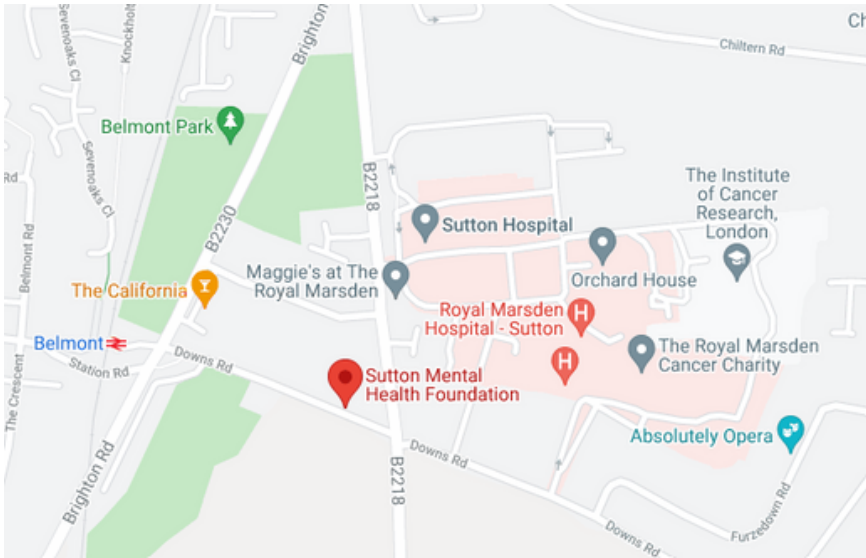 Sevenoaks Cl
Knockholt
Brighton
Ch
Chiltern Rd
Belmont Park
Rd
Sevenoaks Cl
B2218
The Institute
of Cancer
Research,
London
Sutton Hospital
Belmont Rd
B2230
Maggie's at The
Royal Marsden
Orchard House
The California
Royal Marsden
Hospital - Sutton
H
Belmont
Downs Rd
Station Rd
The Crescent
Sutton Mental
Health Foundation
H
The Royal Marsden
Cancer Charity
Absolutely Opera
Brighton Rd
B2218
Downs Rd
Furzedown Rd
Downs Rd